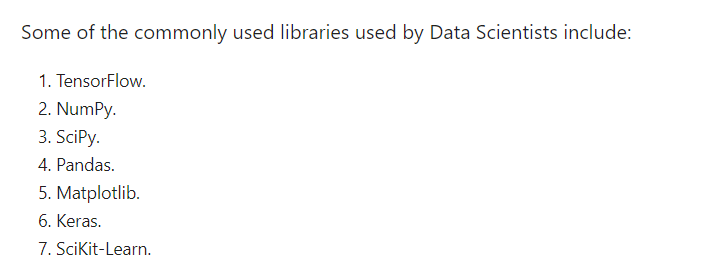 Some of the commonly used libraries used by Data Scientists include:
1. TensorFlow.
2. NumPy.
3. SciPy.
4. Pandas.
5. Matplotlib.
6. Keras.
7. SciKit-Learn.